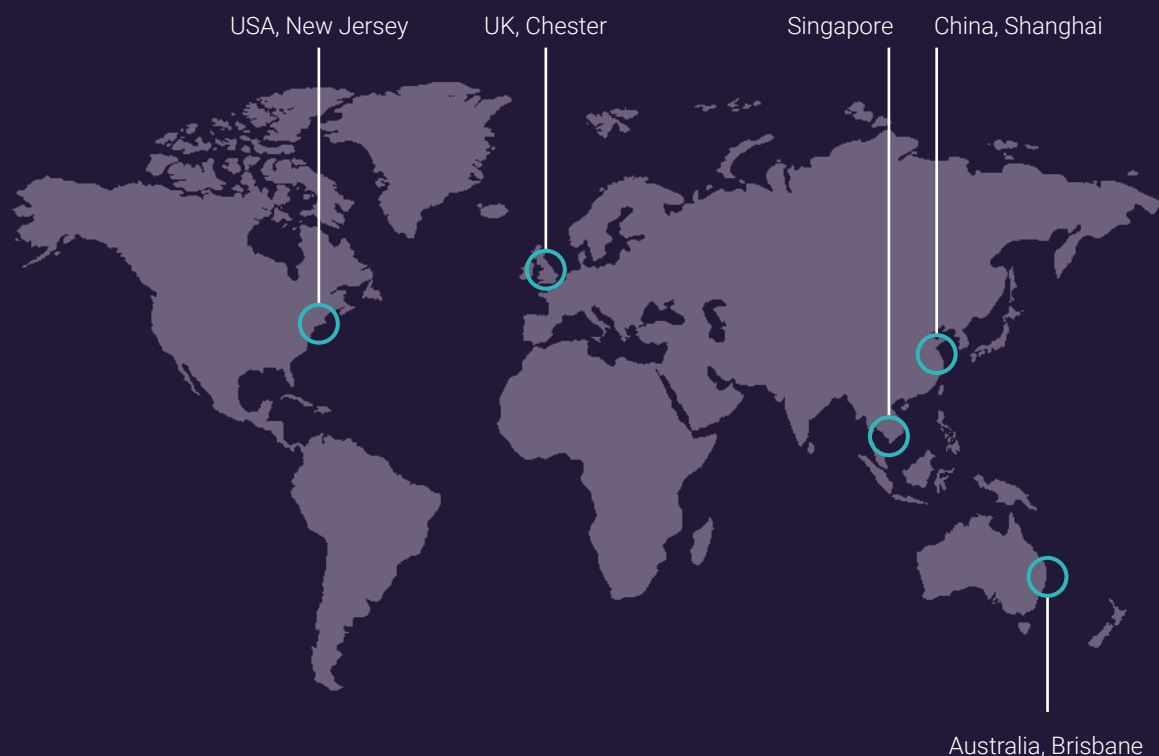 USA, New Jersey
UK, Chester
Singapore
China, Shanghai
Australia, Brisbane